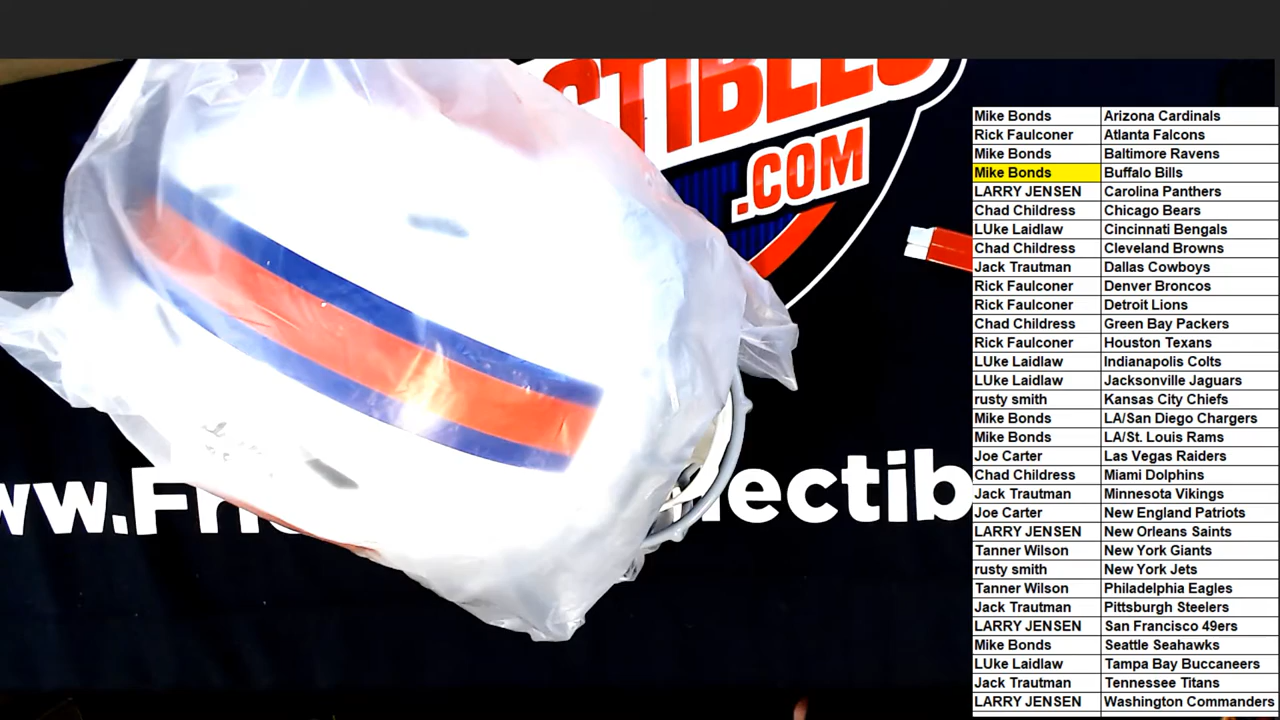 CTIBLES
.COM
ww.Fri nectib
Mike Bonds Arizona Cardinals
Rick Faulconer Atlanta Falcons
Mike Bonds Baltimore Ravens
Mike Bonds Buffalo Bills
LARRY JENSEN Carolina Panthers
Chad Childress Chicago Bears
LUke Laidlaw Cincinnati Bengals
Chad Childress Cleveland Browns
Jack Trautman Dallas Cowboys
Rick Faulconer Denver Broncos
Rick Faulconer Detroit Lions
Chad Childress Green Bay Packers
Rick Faulconer Houston Texans
LUke Laidlaw Indianapolis Colts
LUke Laidlaw Jacksonville Jaguars
rusty smith Kansas City Chiefs
Mike Bonds LA/San Diego Chargers
Mike Bonds LA/St. Louis Rams
Joe Carter Las Vegas Raiders
Chad Childress Miami Dolphins
Jack Trautman Minnesota Vikings
Joe Carter New England Patriots
LARRY JENSEN New Orleans Saints
Tanner Wilson New York Giants
rusty smith New York Jets
Tanner Wilson Philadelphia Eagles
Jack Trautman Pittsburgh Steelers
LARRY JENSEN San Francisco 49ers
Mike Bonds Seattle Seahawks
LUke Laidlaw Tampa Bay Buccaneers
Jack Trautman Tennessee Titans
LARRY JENSEN Washington Commanders